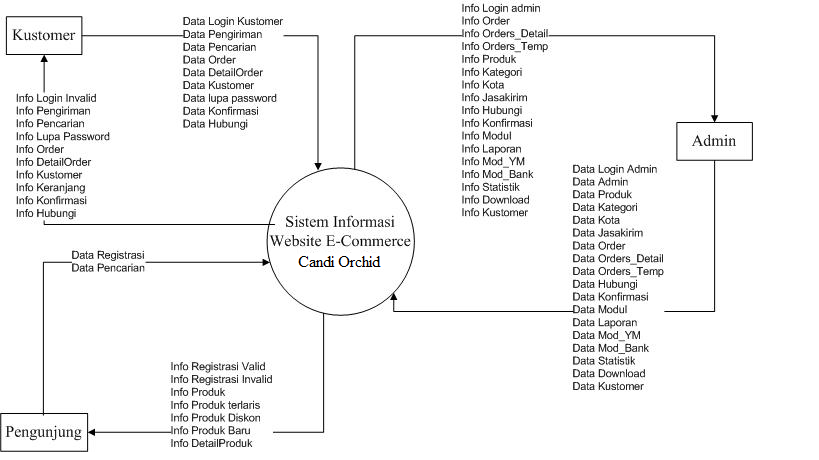 Kustomer
Data Login Kustomer
Data Pengiriman
Data Pencarian
Data Order
Data DetailOrder
Data Kustomer
Data lupa password
Data Konfirmasi
Data Hubungi
Info Login admin
Info Order
Info Orders_Detail
Info Orders_Temp
Info Produk
Info Kategori
Info Kota
Info Jasakirim
Info Hubungi
Info Konfirmasi
Info Modul
Info Laporan
Info Mod_YM
Info Mod_Bank
Info Statistik
Info Download
Info Kustomer
Admin
Info Login Invalid
Info Pengiriman
Info Pencarian
Info Lupa Password
Info Order
Info DetailOrder
Info Kustomer
Info Keranjang
Info Konfirmasi
Info Hubungi
Sistem Informasi
Website E-Commerce
Candi Orchid
Data Login Admin
Data Admin
Data Produk
Data Kategori
Data Kota
Data Jasakirim
Data Order
Data Orders_Detail
Data Orders_Temp
Data Hubungi
Data Konfirmasi
Data Modul
Data Laporan
Data Mod_YM
Data Mod_Bank
Data Statistik
Data Download
Data Kustomer
Data Registrasi
Data Pencarian
Info Registrasi Valid
Info Registrasi Invalid
Info Produk
Info Produk terlaris
Info Produk Diskon
Info Produk Baru
Info DetailProduk
Pengunjung